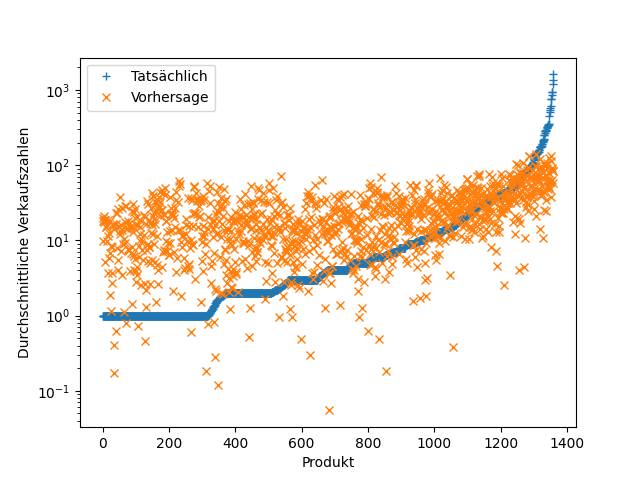 Tatsächlich
Vorhersage
Durchschnittliche Verkaufszahlen
10³
10²
10¹
10⁰
10⁻¹
0 200 400 600 800 1000 1200 1400
Produkt